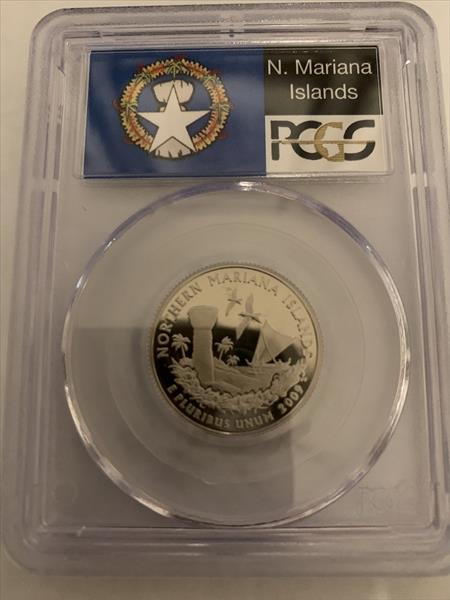 N. Mariana
Islands
PCGS
NORTHERN MARIANA ISLANDS
E PLURIBUS UNUM 2009